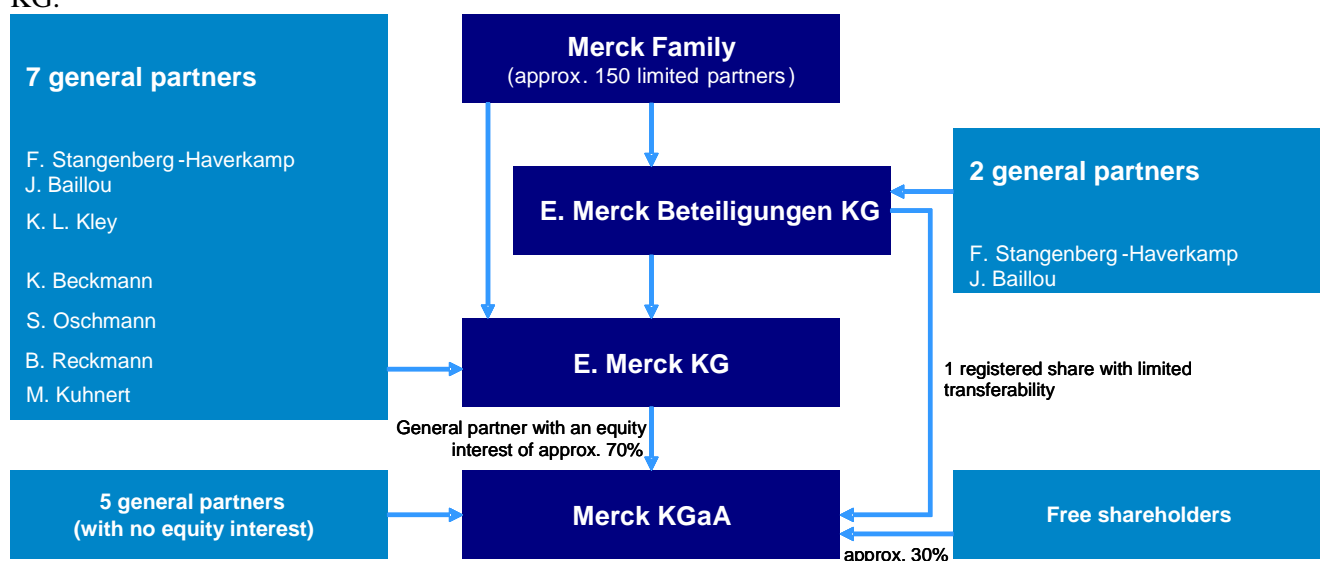 KG.
7 general partners
F. Stangenberg-Haverkamp
J. Baillou
K. L. Kley
K. Beckmann
S. Oschmann
B. Reckmann
M. Kuhnert
Merck Family
(approx. 150 limited partners)
E. Merck Beteiligungen KG
2 general partners
F. Stangenberg-Haverkamp
J. Baillou
E. Merck KG
1 registered share with limited
transferability
General partner with an equity
interest of approx. 70%
5 general partners
(with no equity interest)
Merck KGaA
Free shareholders
approx. 30%